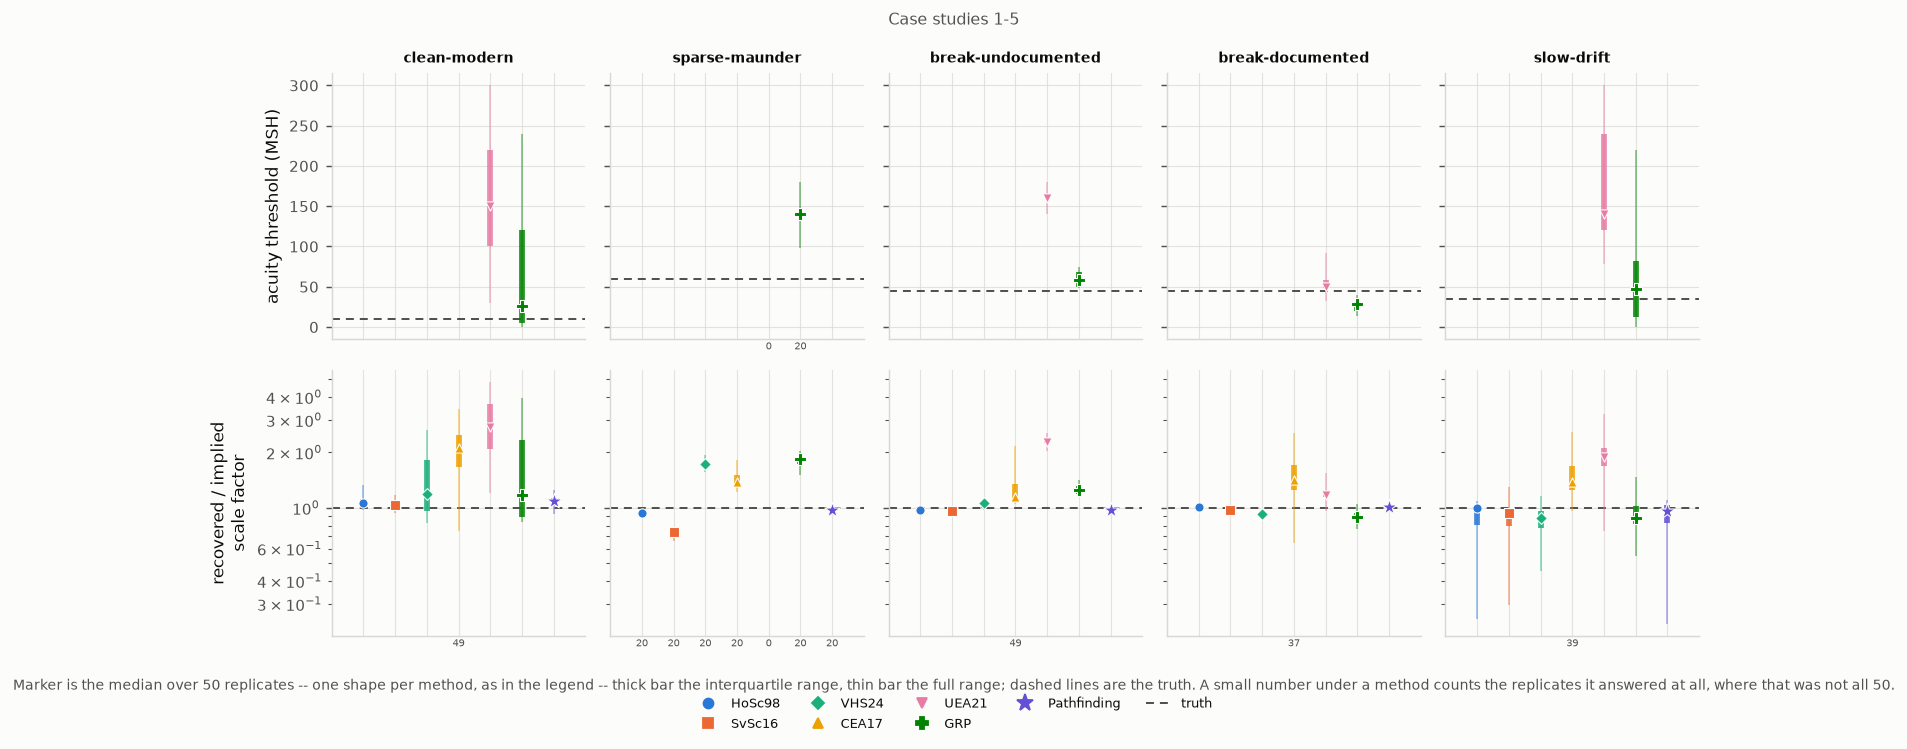 Case studies 1-5
clean-modern
sparse-maunder
break-undocumented
break-documented
slow-drift
acuity threshold (MSH)
300
250
200
150
100
50
0
0 20
recovered / implied
scale factor
4 × 10⁰
3 × 10⁰
2 × 10⁰
10⁰
6 × 10⁻¹
4 × 10⁻¹
3 × 10⁻¹
49
20 20 20 20 0 20 20
49
37
39
Marker is the median over 50 replicates -- one shape per method, as in the legend -- thick bar the interquartile range, thin bar the full range; dashed lines are the truth. A small number under a method counts the replicates it answered at all, where that was not all 50.
HoSc98 VHS24 UEA21 Pathfinding truth
SvSc16 CEA17 GRP